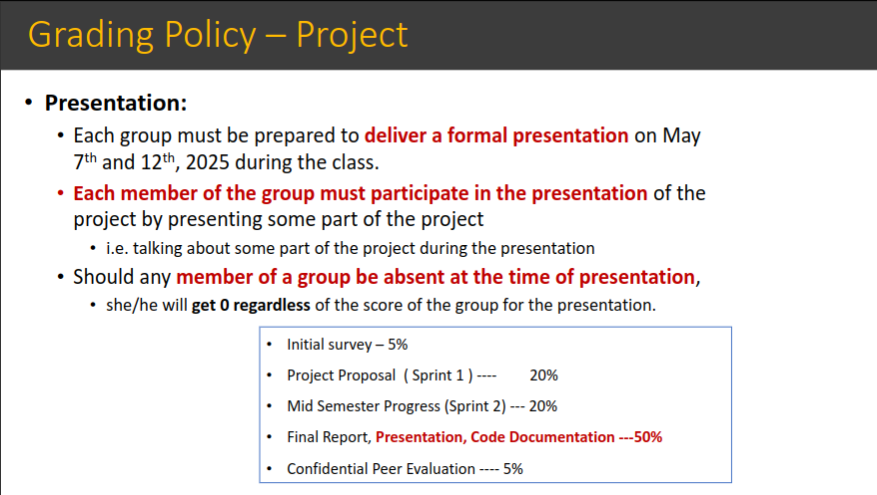 Grading Policy – Project
• Presentation:
• Each group must be prepared to deliver a formal presentation on May
7th and 12th, 2025 during the class.
• Each member of the group must participate in the presentation of the
project by presenting some part of the project
• i.e. talking about some part of the project during the presentation
• Should any member of a group be absent at the time of presentation,
• she/he will get 0 regardless of the score of the group for the presentation.
• Initial survey – 5%
• Project Proposal ( Sprint 1 ) ---- 20%
• Mid Semester Progress (Sprint 2) --- 20%
• Final Report, Presentation, Code Documentation ---50%
• Confidential Peer Evaluation ---- 5%